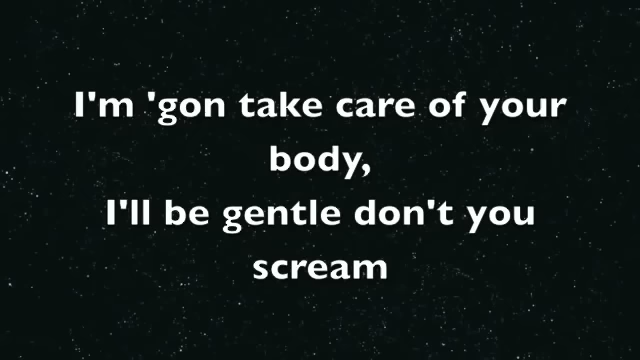 I'm 'gon take care of your
body,
I'll be gentle don't you
scream